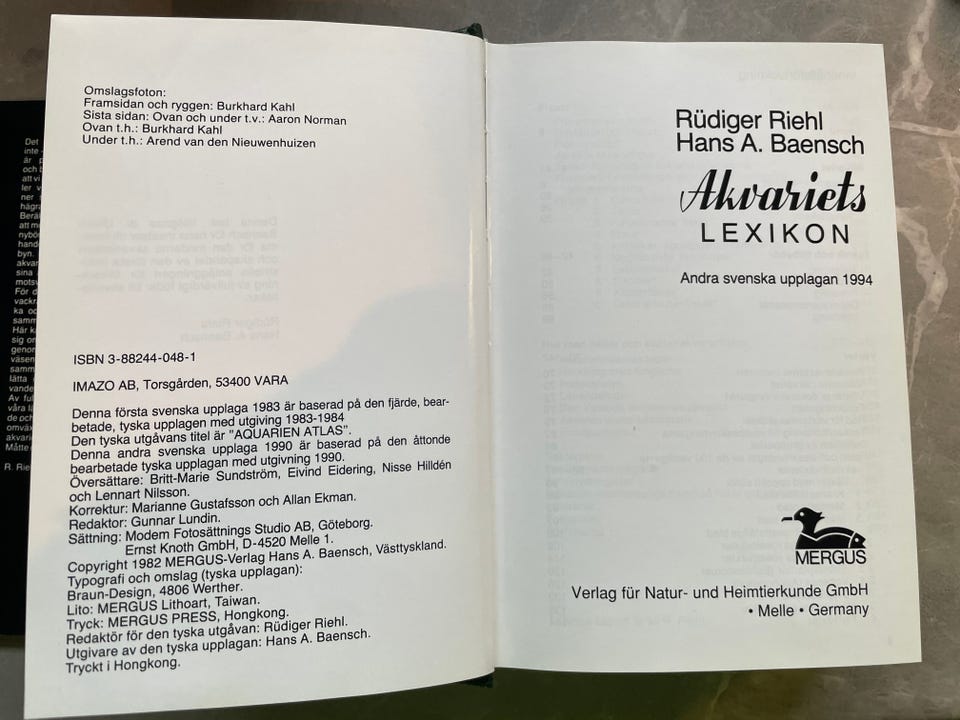 Omslagsfoton:
Framsidan och ryggen: Burkhard Kahl
Sista sidan: Ovan och under t.v.: Aaron Norman
Ovan t.h.: Burkhard Kahl
Under t.h.: Arend van den Nieuwenhuizen
ISBN 3-88244-048-1
IMAZO AB, Torsgården, 53400 VARA
Denna första svenska upplaga 1983 är baserad på den fjärde, bear-
betade, tyska upplagen med utgiving 1983-1984
Den tyska utgåvans titel är "AQUARIEN ATLAS".
Denna andra svenska upplaga 1990 är baserad på den åttonde
bearbetade tyska upplagan med utgivning 1990.
Översättare: Britt-Marie Sundström, Eivind Eidering, Nisse Hilldén
och Lennart Nilsson.
Korrektur: Marianne Gustafsson och Allan Ekman.
Redaktor: Gunnar Lundin.
Sättning: Modem Fotosättnings Studio AB, Göteborg.
Ernst Knoth GmbH, D-4520 Melle 1.
Copyright 1982 MERGUS-Verlag Hans A. Baensch, Västtyskland.
Typografi och omslag (tyska upplagan):
Braun-Design, 4806 Werther.
Lito: MERGUS Lithoart, Taiwan.
Tryck: MERGUS PRESS, Hongkong.
Redaktör för den tyska utgåvan: Rüdiger Riehl.
Utgivare av den tyska upplagan: Hans A. Baensch.
Tryckt i Hongkong.
Rüdiger Riehl
Hans A. Baensch
Akvariets
LEXIKON
Andra svenska upplagan 1994
MERGUS
Verlag für Natur- und Heimtierkunde GmbH
• Melle • Germany